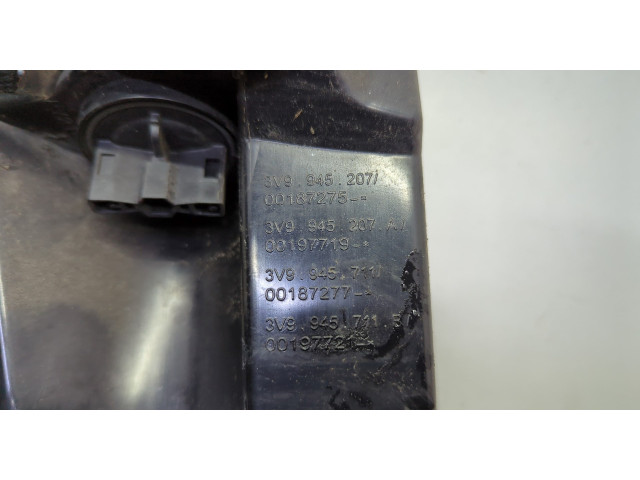 3V9.945.207/
00187275-*
3V9.945.207.A/
00197719-*
3V9.945.711/
00187277-*
3V9.945.711.B/
00197721-*